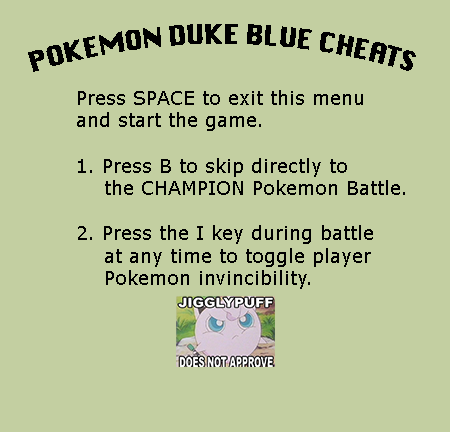 POKEMON DUKE BLUE CHEATS
Press SPACE to exit this menu
and start the game.
1. Press B to skip directly to
the CHAMPION Pokemon Battle.
2. Press the I key during battle
at any time to toggle player
Pokemon invincibility.
JIGGLYPUFF
DOES NOT APPROVE